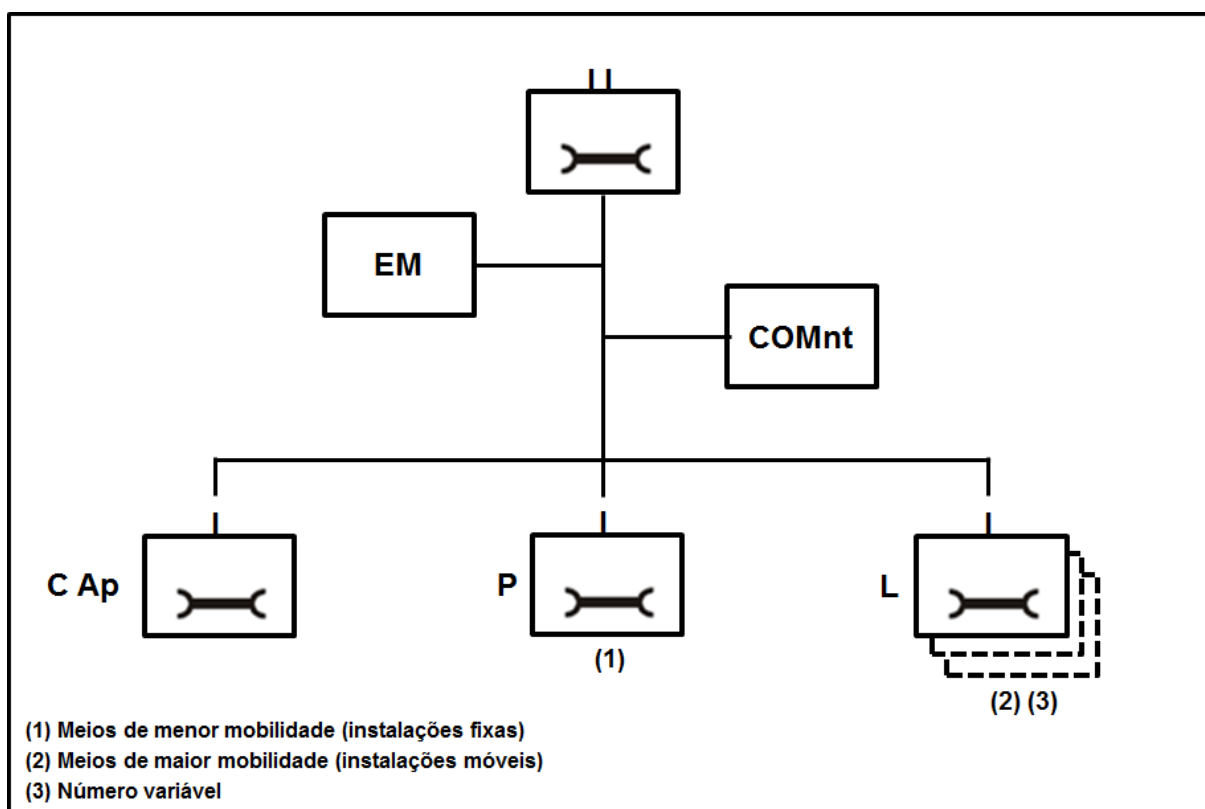 I I
EM
COMnt
I
I
I
C Ap
P
L
(1)
(2) (3)
(1) Meios de menor mobilidade (instalações fixas)
(2) Meios de maior mobilidade (instalações móveis)
(3) Número variável